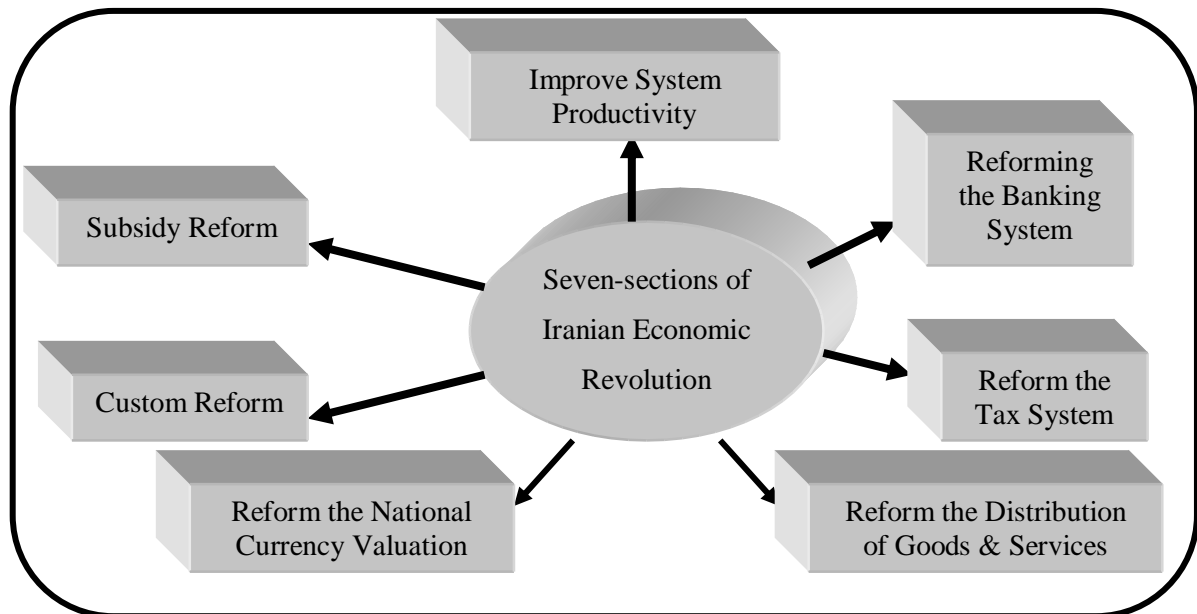 Improve System
Productivity
Reforming
the Banking
System
Subsidy Reform
Seven-sections of
Iranian Economic
Revolution
Custom Reform
Reform the
Tax System
Reform the National
Currency Valuation
Reform the Distribution
of Goods & Services